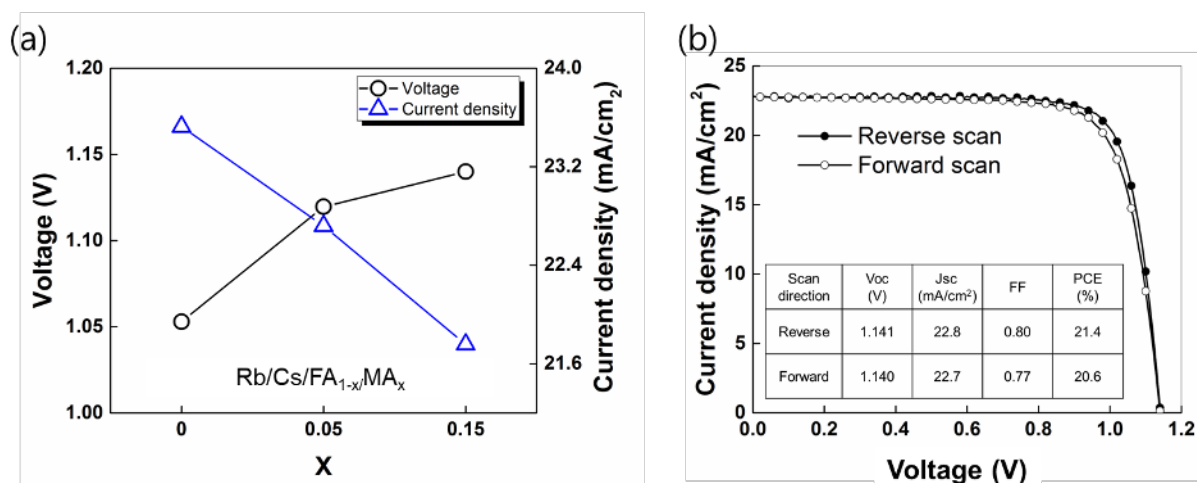 (a)
1.20
1.15
1.10
1.05
1.00
Voltage (V)
Voltage
Current density
24.0
23.2
22.4
21.6
Current density (mA/cm₂)
Rb/Cs/FA₁₋ₓ/MAₓ
0
0.05
0.15
X
(b)
25
20
15
10
5
0
Current density (mA/cm²)
Reverse scan
Forward scan
Scan direction Voc (V) Jsc (mA/cm²) FF PCE (%)
Reverse 1.141 22.8 0.80 21.4
Forward 1.140 22.7 0.77 20.6
0.0 0.2 0.4 0.6 0.8 1.0 1.2
Voltage (V)